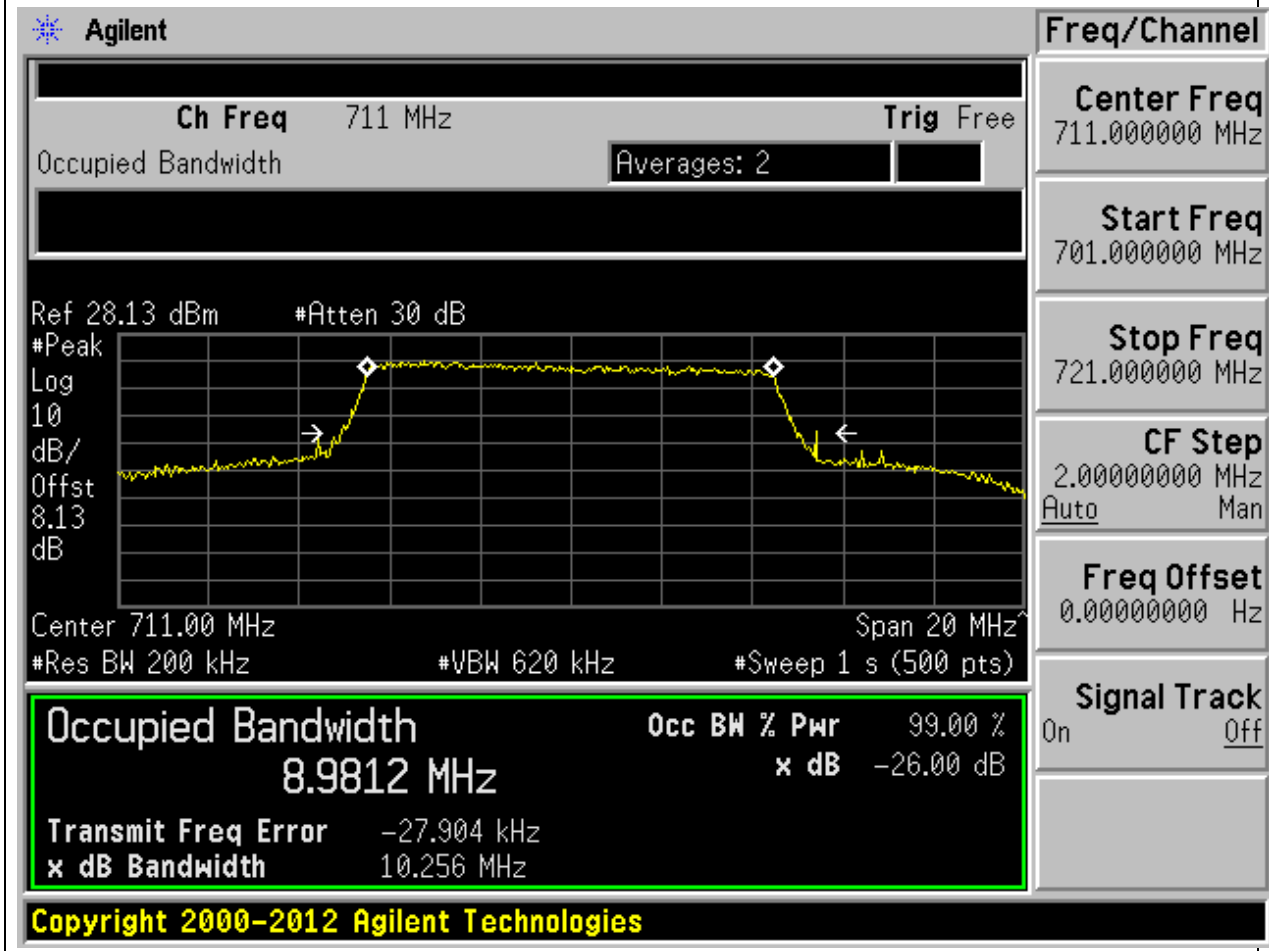 Agilent
Freq/Channel
Ch Freq 711 MHz Trig Free
Occupied Bandwidth Averages: 2
Ref 28.13 dBm #Atten 30 dB
#Peak
Log
10
dB/
Offst
8.13
dB
Center 711.00 MHz Span 20 MHz^
#Res BW 200 kHz #VBW 620 kHz #Sweep 1 s (500 pts)
Occupied Bandwidth
8.9812 MHz
Occ BW % Pwr 99.00 %
x dB -26.00 dB
Transmit Freq Error -27.904 kHz
x dB Bandwidth 10.256 MHz
Copyright 2000-2012 Agilent Technologies
Center Freq
711.000000 MHz
Start Freq
701.000000 MHz
Stop Freq
721.000000 MHz
CF Step
2.00000000 MHz
Auto Man
Freq Offset
0.00000000 Hz
Signal Track
On Off